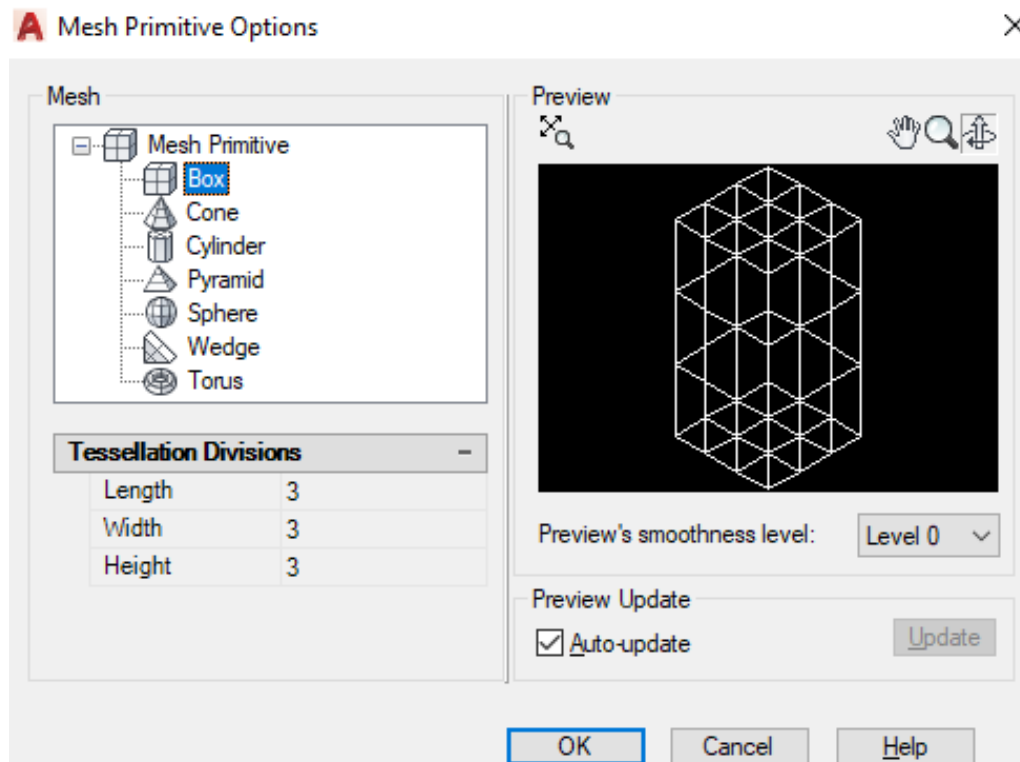 Mesh Primitive Options
Mesh
Mesh Primitive
Box
Cone
Cylinder
Pyramid
Sphere
Wedge
Torus
Tessellation Divisions
Length 3
Width 3
Height 3
Preview
Preview's smoothness level: Level 0
Preview Update
Auto-update
Update
OK
Cancel
Help